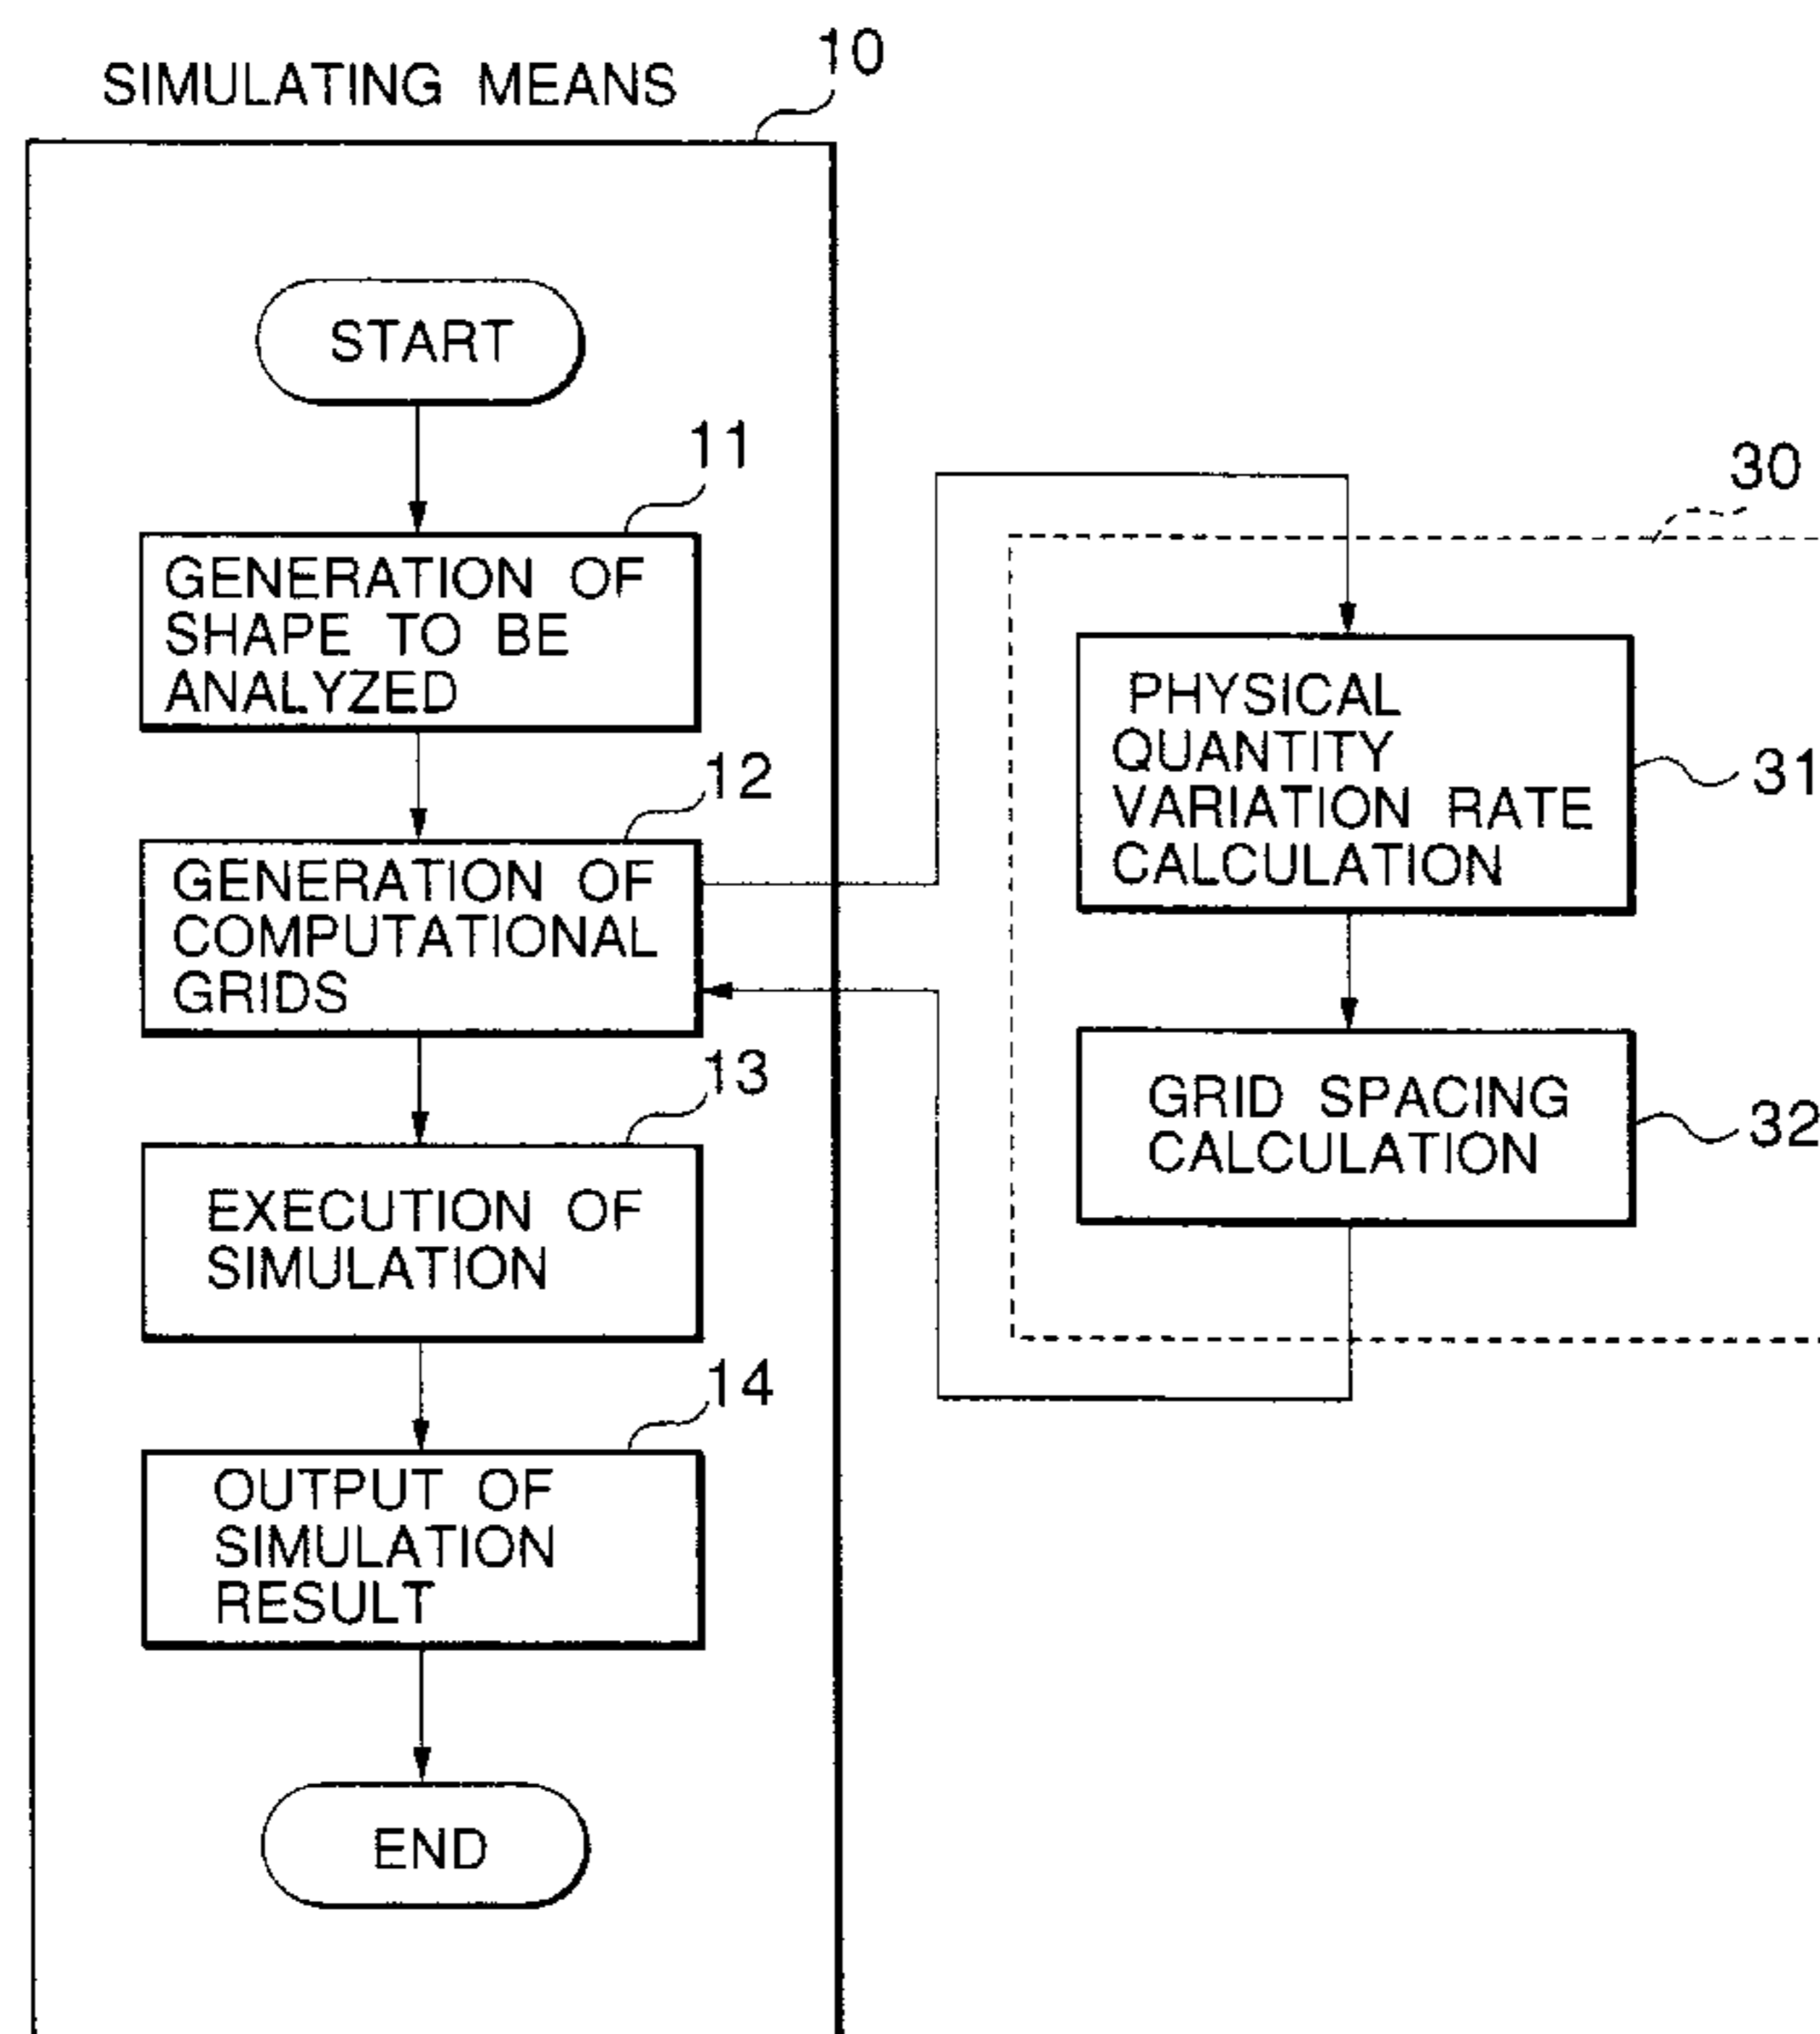 10
SIMULATING MEANS
START
11
GENERATION OF
SHAPE TO BE
ANALYZED
12
GENERATION OF
COMPUTATIONAL
GRIDS
13
EXECUTION OF
SIMULATION
14
OUTPUT OF
SIMULATION
RESULT
END
30
PHYSICAL
QUANTITY
VARIATION RATE
CALCULATION
31
GRID SPACING
CALCULATION
32